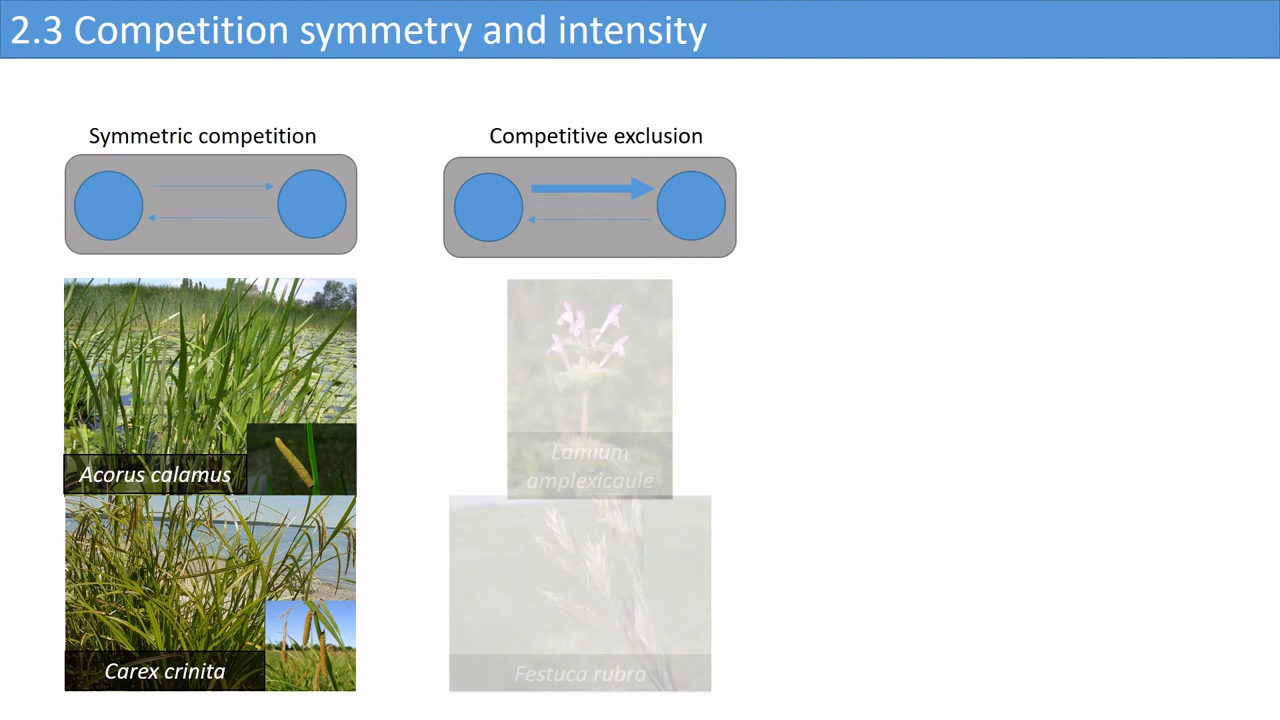 2.3 Competition symmetry and intensity
Symmetric competition
Competitive exclusion
Acorus calamus
Carex crinita
Lamium
amplexicaule
Festuca rubra